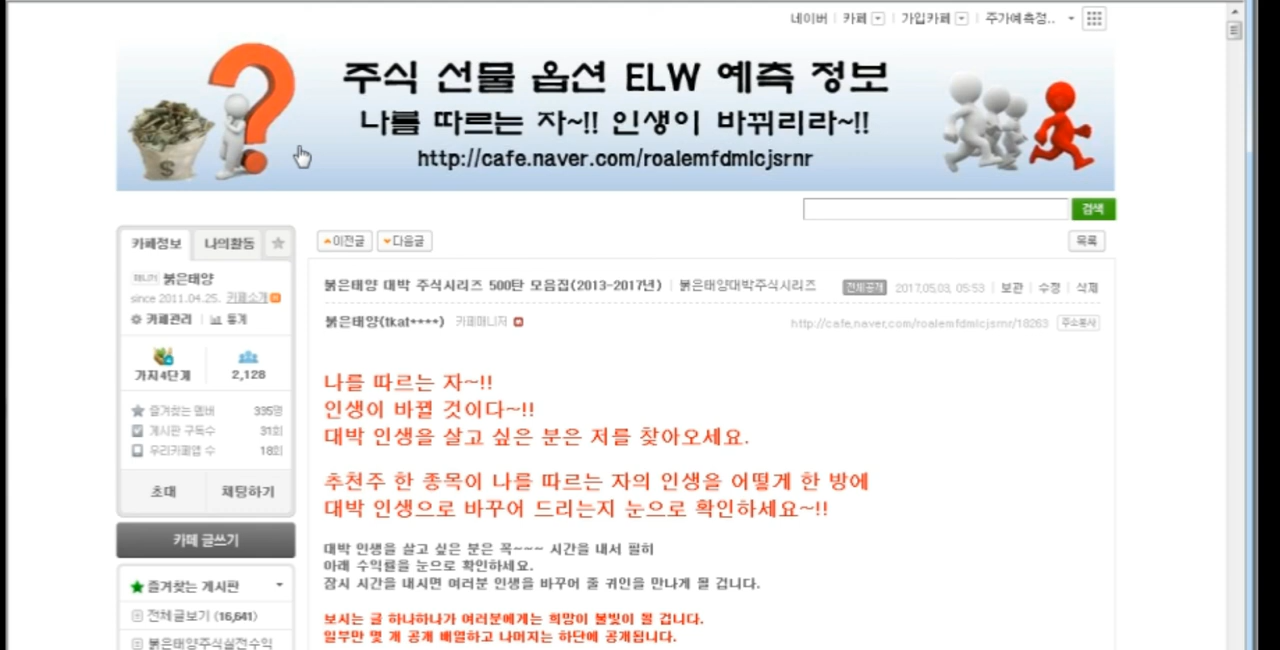 네이버 카페 가입카페 주가예측정..
주식 선물 옵션 ELW 예측 정보
나를 따르는 자~!! 인생이 바뀌리라~!!
http://cafe.naver.com/roalemfdmlcjsrnr
검색
카페정보 나의활동
이전글 다음글 목록
붉은태양
since 2011.04.25. 카페소개
카페관리 통계
가지4단계 2,128
즐겨찾는 멤버 335명
게시판 구독수 31회
우리카페앱 수 18회
초대 채팅하기
카페 글쓰기
즐겨찾는 게시판
전체글보기 (16,641)
붉은태양주식실전수익
붉은태양 대박 주식시리즈 500탄 모음집(2013-2017년) 붉은태양대박주식시리즈 전체공개 2017.05.03. 05:53 보관 수정 삭제
붉은태양(tkat****) 카페매니저 http://cafe.naver.com/roalemfdmlcjsrnr/18263 주소복사
나를 따르는 자~!!
인생이 바뀔 것이다~!!
대박 인생을 살고 싶은 분은 저를 찾아오세요.
추천주 한 종목이 나를 따르는 자의 인생을 어떻게 한 방에
대박 인생으로 바꾸어 드리는지 눈으로 확인하세요~!!
대박 인생을 살고 싶은 분은 꼭~~~ 시간을 내서 필히
아래 수익률을 눈으로 확인하세요.
잠시 시간을 내시면 여러분 인생을 바꾸어 줄 귀인을 만나게 될 겁니다.
보시는 글 하나하나가 여러분에게는 희망이 불빛이 될 겁니다.
일부만 몇 개 공개 배열하고 나머지는 하단에 공개됩니다.